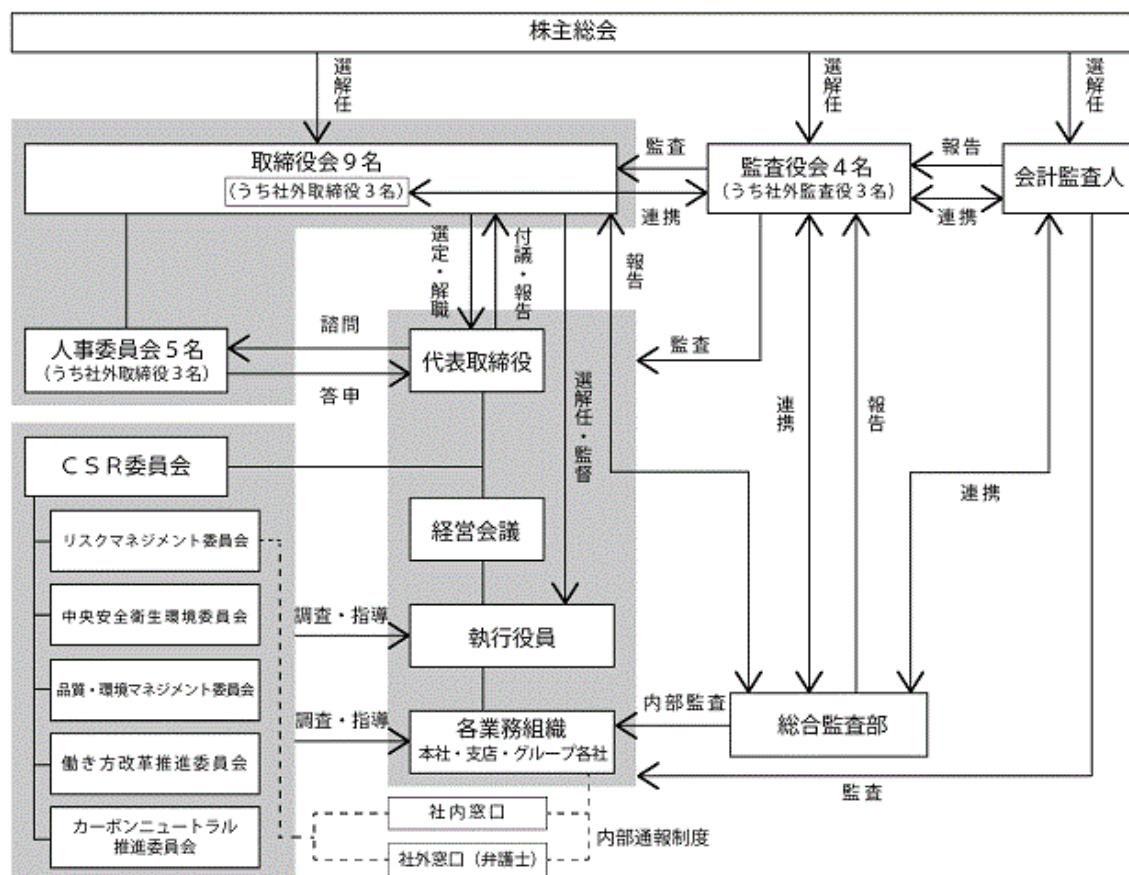 株主総会
選解任
選解任
選解任
取締役会９名
（うち社外取締役３名）
監査
連携
監査役会４名
（うち社外監査役３名）
報告
連携
会計監査人
選定・解職
付議・報告
報告
人事委員会５名
（うち社外取締役３名）
諮問
答申
代表取締役
監査
選解任・監督
連携
報告
連携
ＣＳＲ委員会
経営会議
リスクマネジメント委員会
中央安全衛生環境委員会
調査・指導
執行役員
品質・環境マネジメント委員会
調査・指導
各業務組織
本社・支店・グループ各社
内部監査
総合監査部
働き方改革推進委員会
監査
カーボンニュートラル
推進委員会
社内窓口
社外窓口（弁護士）
内部通報制度